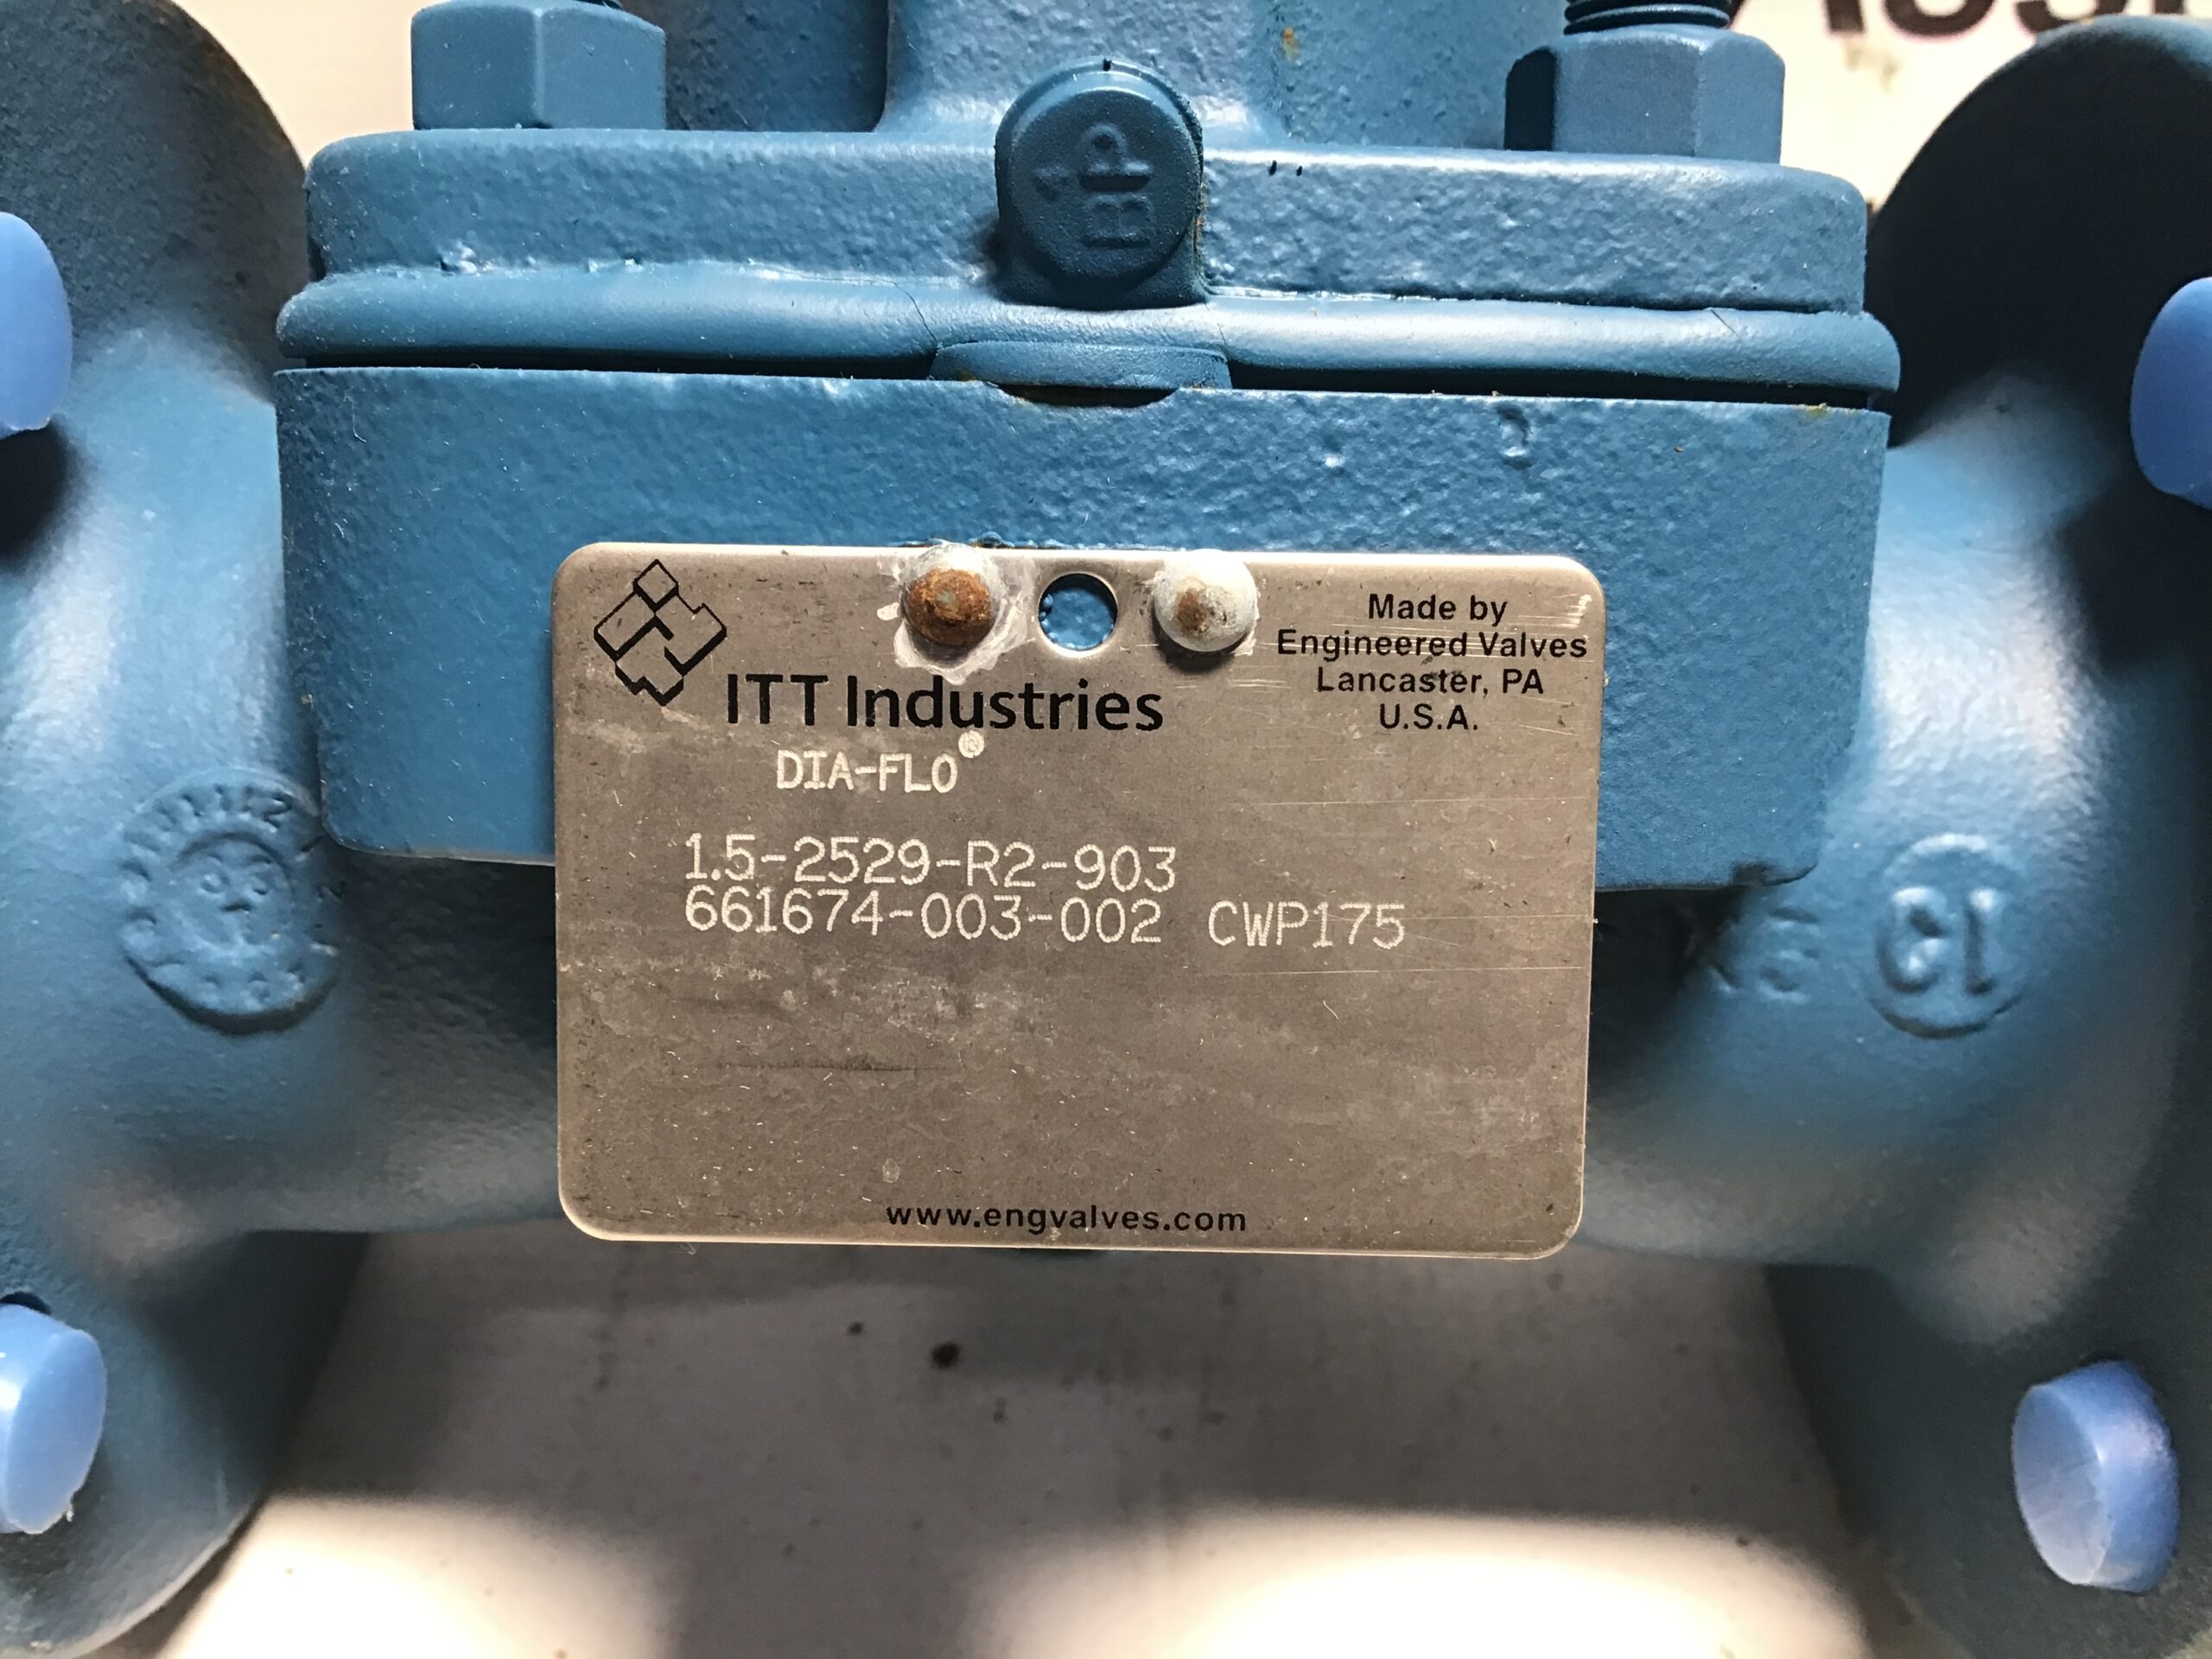 ITT Industries
Made by
Engineered Valves
Lancaster, PA
U.S.A.
DIA-FLO®
1.5-2529-R2-903
661674-003-002 CWP175
www.engvalves.com